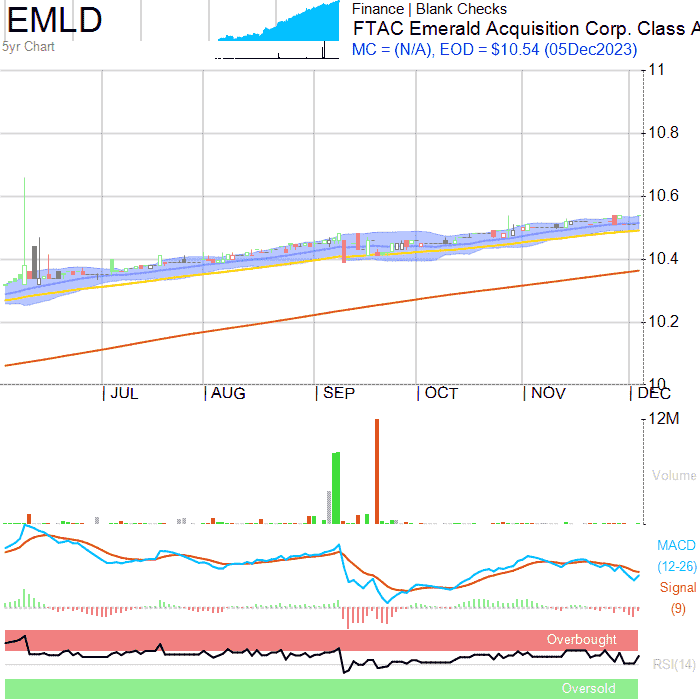 EMLD
5yr Chart
Finance | Blank Checks
FTAC Emerald Acquisition Corp. Class A
MC = (N/A), EOD = $10.54 (05Dec2023)
11
10.8
10.6
10.4
10.2
10
JUL
AUG
SEP
OCT
NOV
DEC
12M
Volume
MACD
(12-26)
Signal
(9)
Overbought
RSI(14)
Oversold